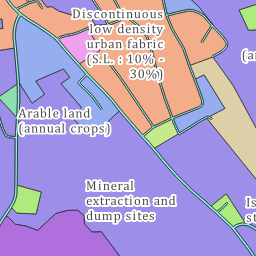 Discontinuous
low density
urban fabric
(S.L. : 10% -
30%)
Arable land
(annual crops)
Mineral
extraction and
dump sites